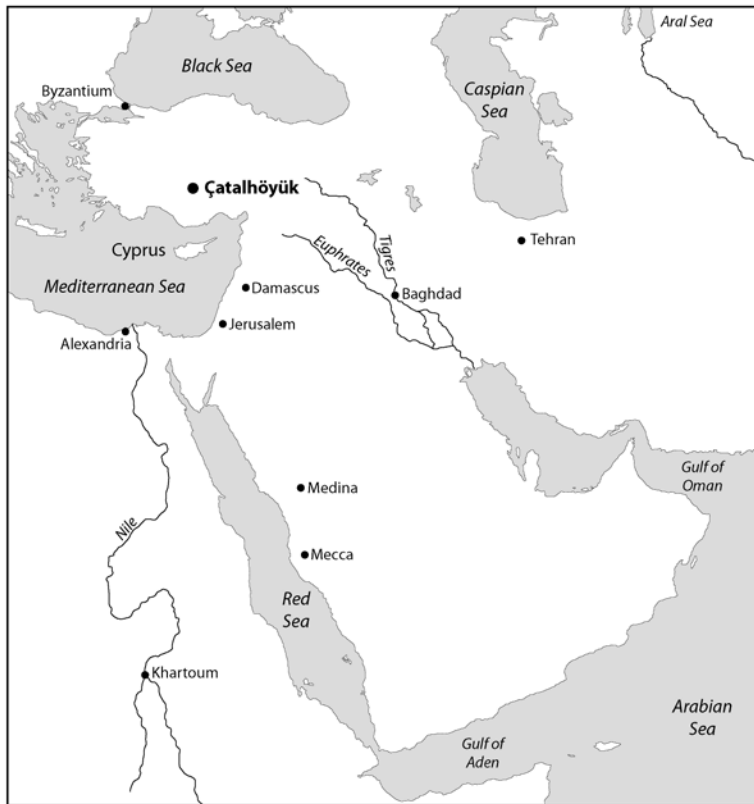 Aral Sea
Black Sea
Caspian
Sea
Byzantium
Çatalhöyük
Tehran
Cyprus
Euphrates
Tigres
Mediterranean Sea
Damascus
Baghdad
Jerusalem
Alexandria
Gulf of
Oman
Medina
Nile
Mecca
Red
Sea
Khartoum
Arabian
Sea
Gulf of
Aden